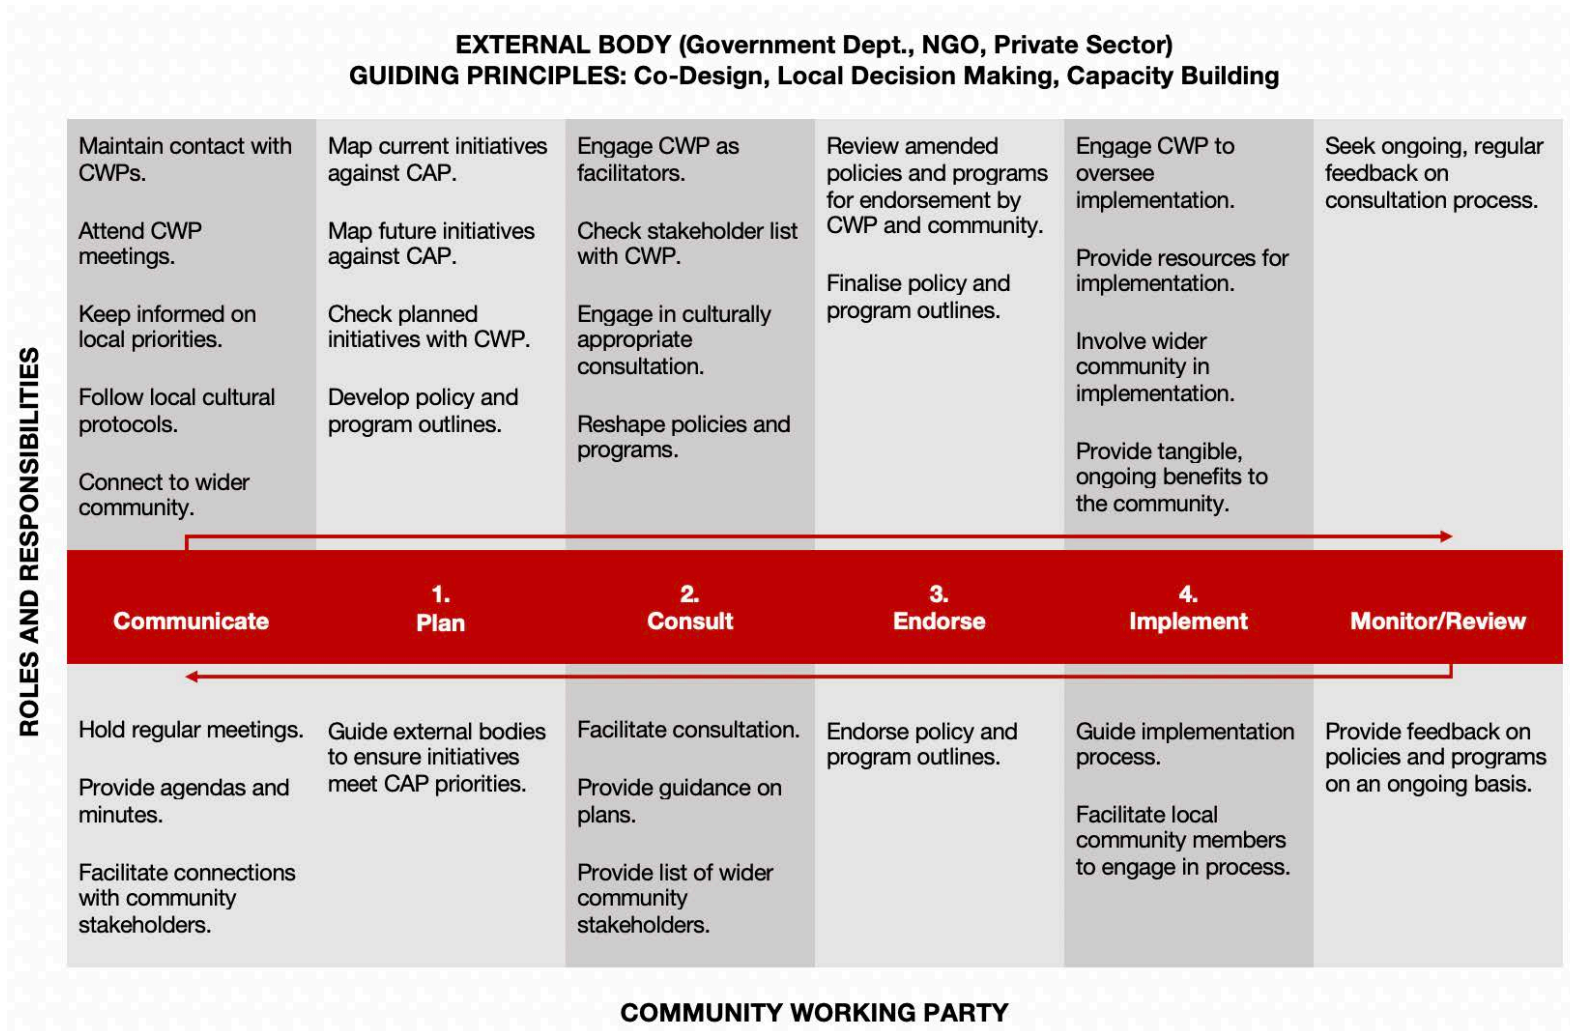 EXTERNAL BODY (Government Dept., NGO, Private Sector)
GUIDING PRINCIPLES: Co-Design, Local Decision Making, Capacity Building
ROLES AND RESPONSIBILITIES
Maintain contact with
CWPs.
Attend CWP
meetings.
Keep informed on
local priorities.
Follow local cultural
protocols.
Connect to wider
community.
Map current initiatives
against CAP.
Map future initiatives
against CAP.
Check planned
initiatives with CWP.
Develop policy and
program outlines.
Engage CWP as
facilitators.
Check stakeholder list
with CWP.
Engage in culturally
appropriate
consultation.
Reshape policies and
programs.
Review amended
policies and programs
for endorsement by
CWP and community.
Finalise policy and
program outlines.
Engage CWP to
oversee
implementation.
Provide resources for
implementation.
Involve wider
community in
implementation.
Provide tangible,
ongoing benefits to
the community.
Seek ongoing, regular
feedback on
consultation process.
Communicate
1.
Plan
2.
Consult
3.
Endorse
4.
Implement
Monitor/Review
Hold regular meetings.
Provide agendas and
minutes.
Facilitate connections
with community
stakeholders.
Guide external bodies
to ensure initiatives
meet CAP priorities.
Facilitate consultation.
Provide guidance on
plans.
Provide list of wider
community
stakeholders.
Endorse policy and
program outlines.
Guide implementation
process.
Facilitate local
community members
to engage in process.
Provide feedback on
policies and programs
on an ongoing basis.
COMMUNITY WORKING PARTY